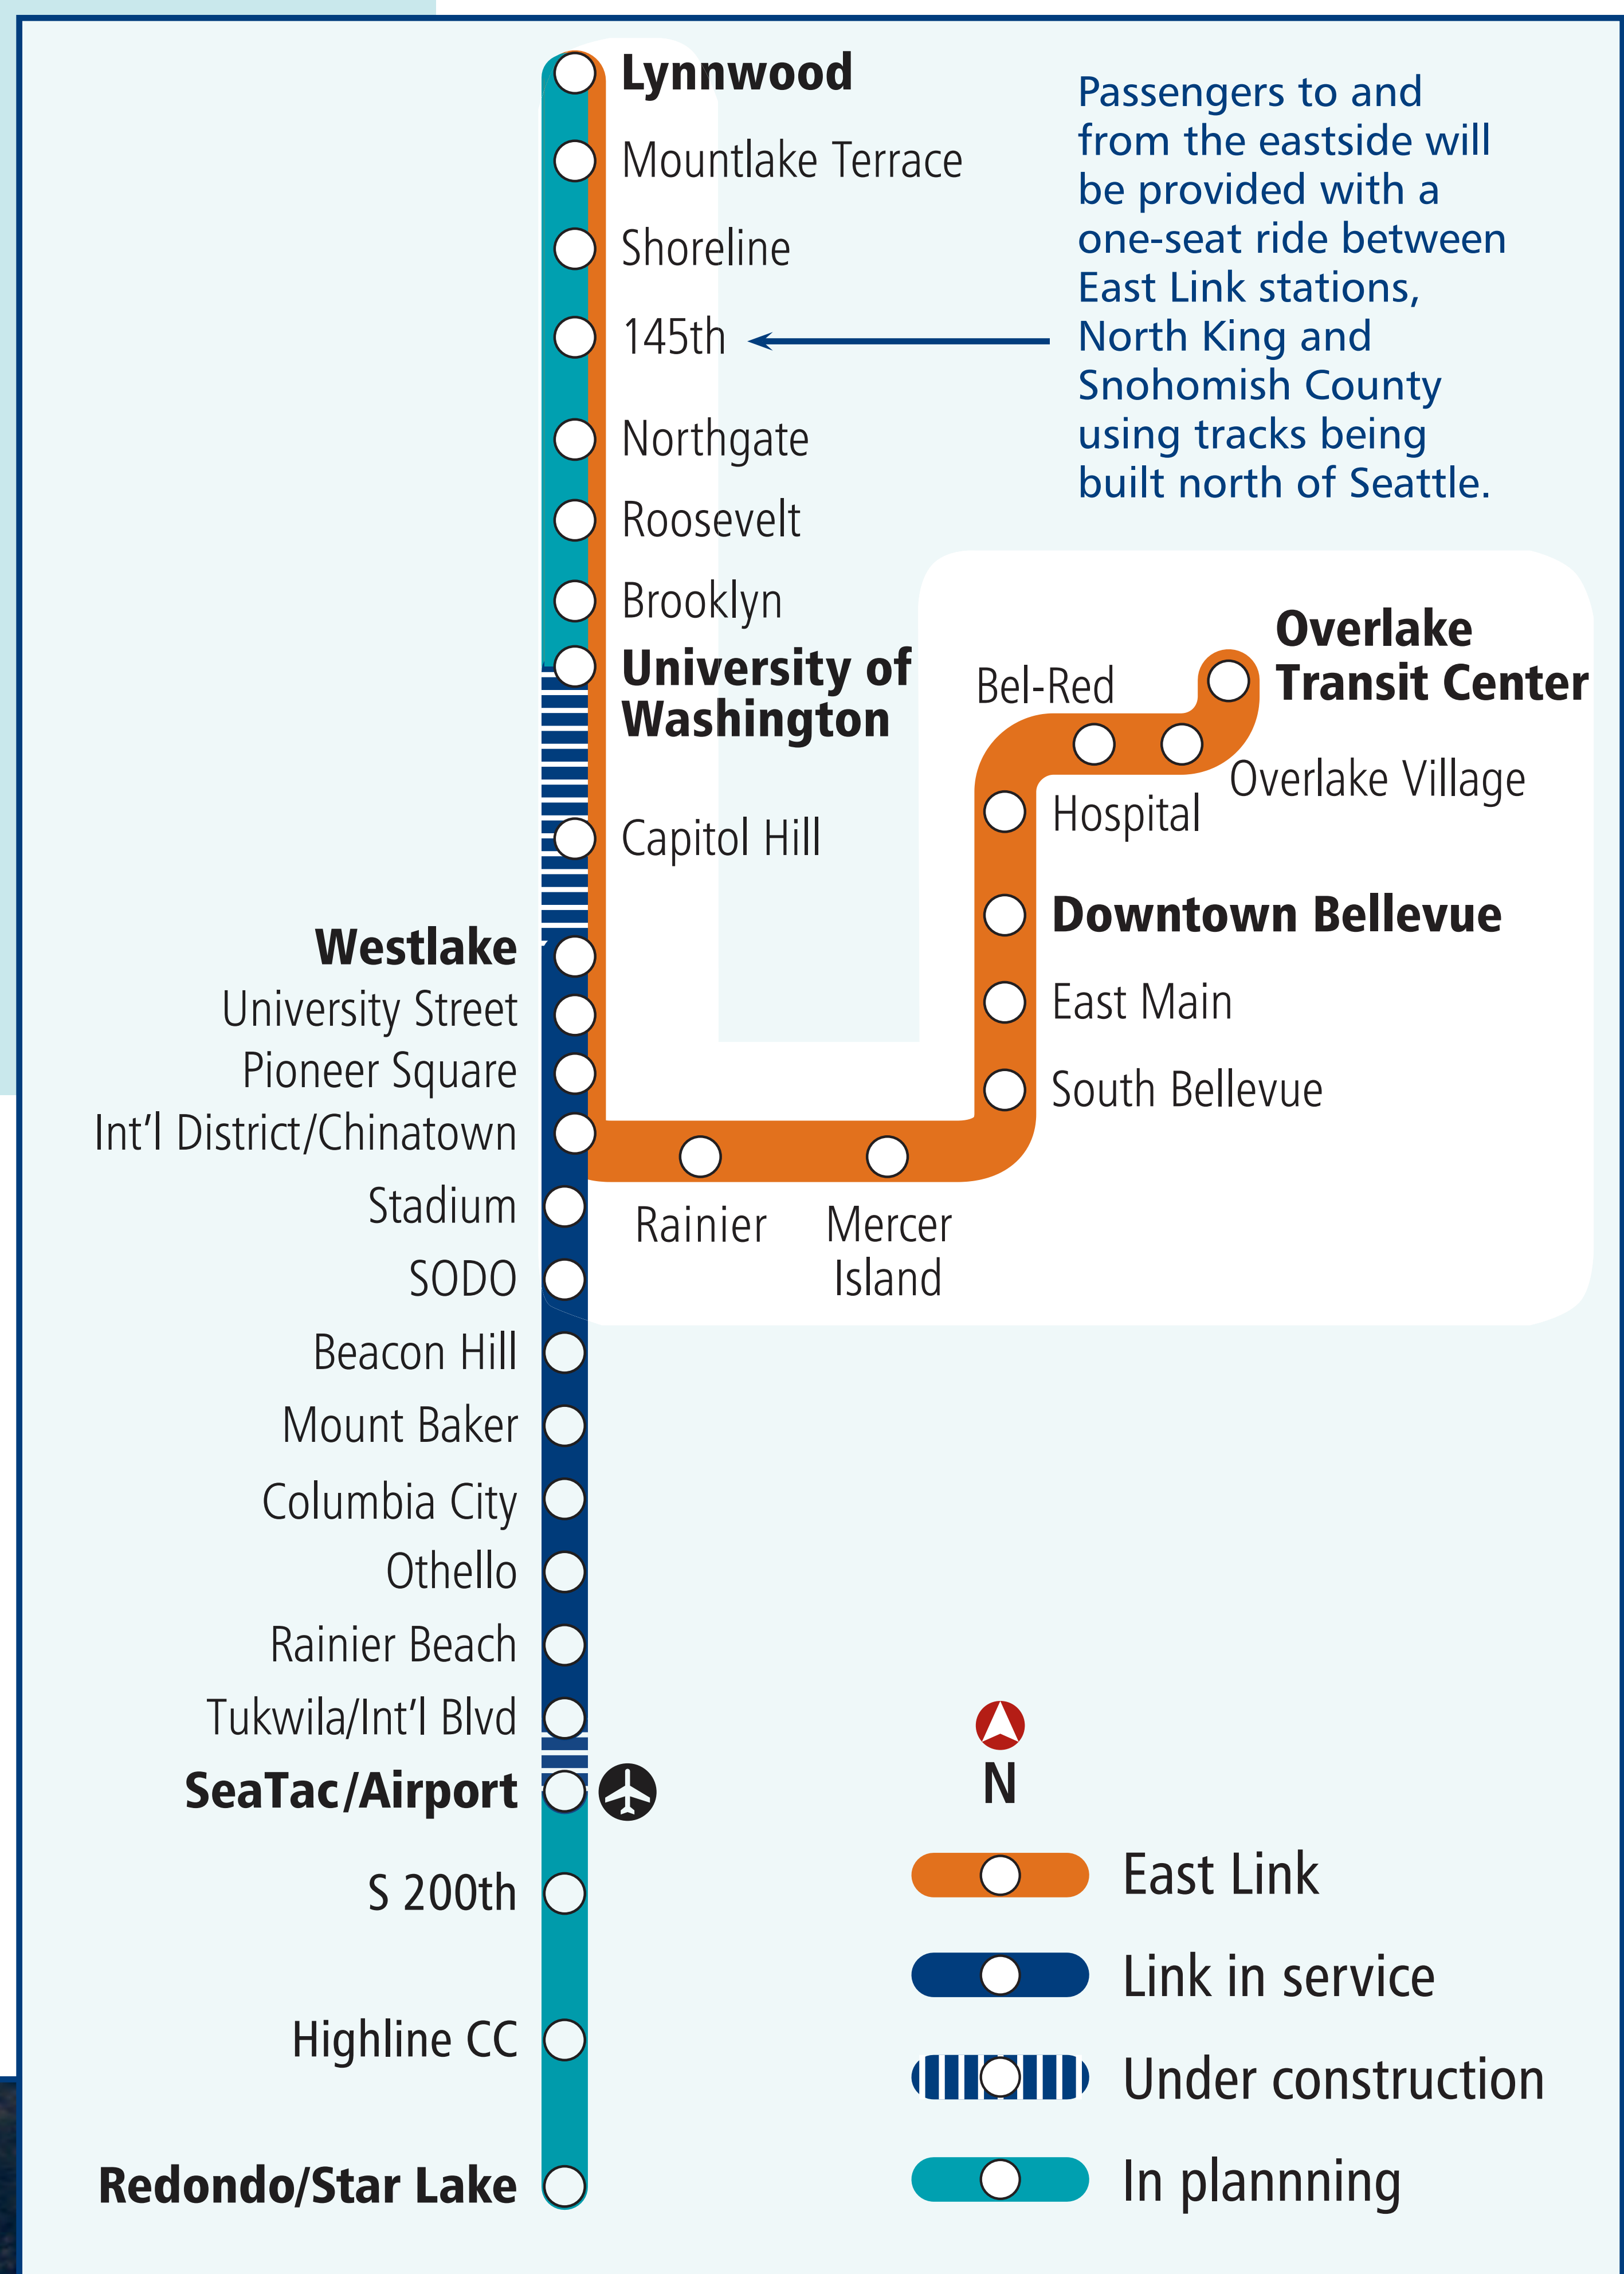 Lynnwood
Mountlake Terrace
Shoreline
145th
Northgate
Roosevelt
Brooklyn
University of
Washington
Capitol Hill
Passengers to and
from the eastside will
be provided with a
one-seat ride between
East Link stations,
North King and
Snohomish County
using tracks being
built north of Seattle.
Overlake
Transit Center
Bel-Red
Overlake Village
Hospital
Downtown Bellevue
East Main
South Bellevue
Westlake
University Street
Pioneer Square
Int'l District/Chinatown
Stadium
SODO
Beacon Hill
Mount Baker
Columbia City
Othello
Rainier Beach
Tukwila/Int'l Blvd
SeaTac/Airport
S 200th
Highline CC
Redondo/Star Lake
Rainier
Mercer
Island
N
East Link
Link in service
Under construction
In plannning